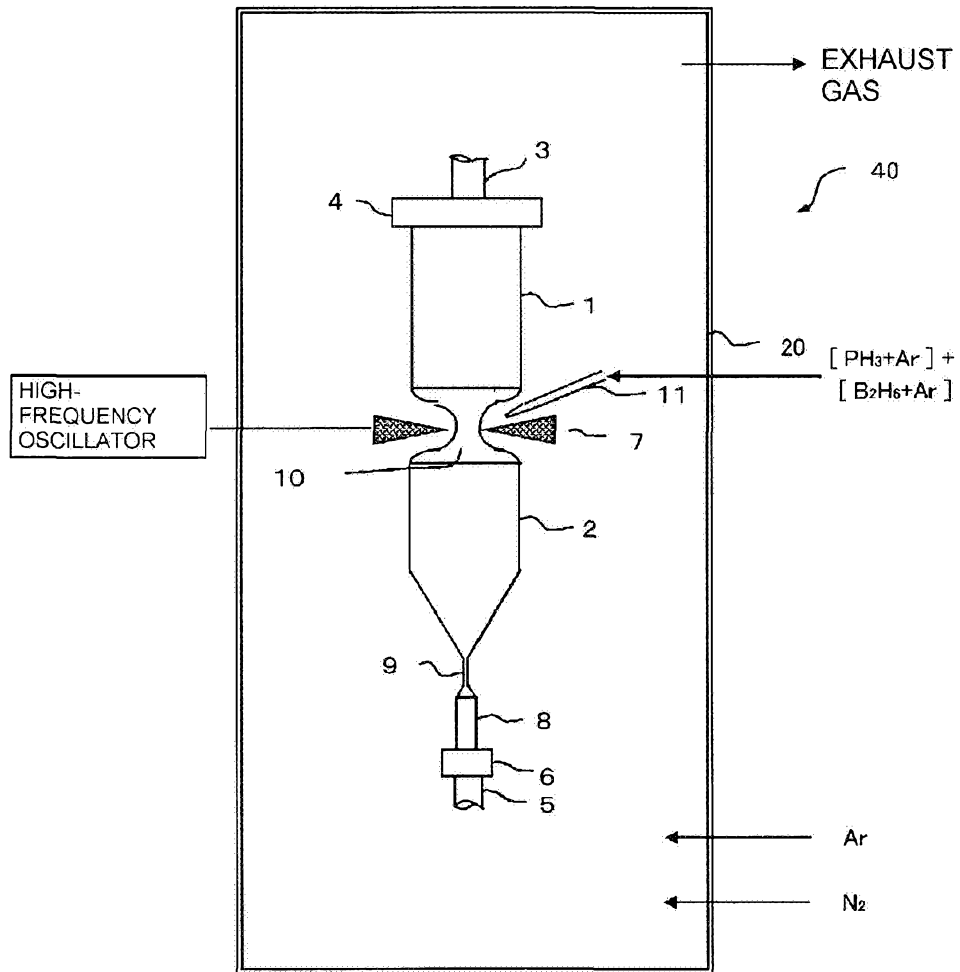 EXHAUST
GAS
3
40
4
1
20
[PH₃+Ar] +
[B₂H₆+Ar]
11
HIGH-
FREQUENCY
OSCILLATOR
7
10
2
9
8
6
5
Ar
N₂